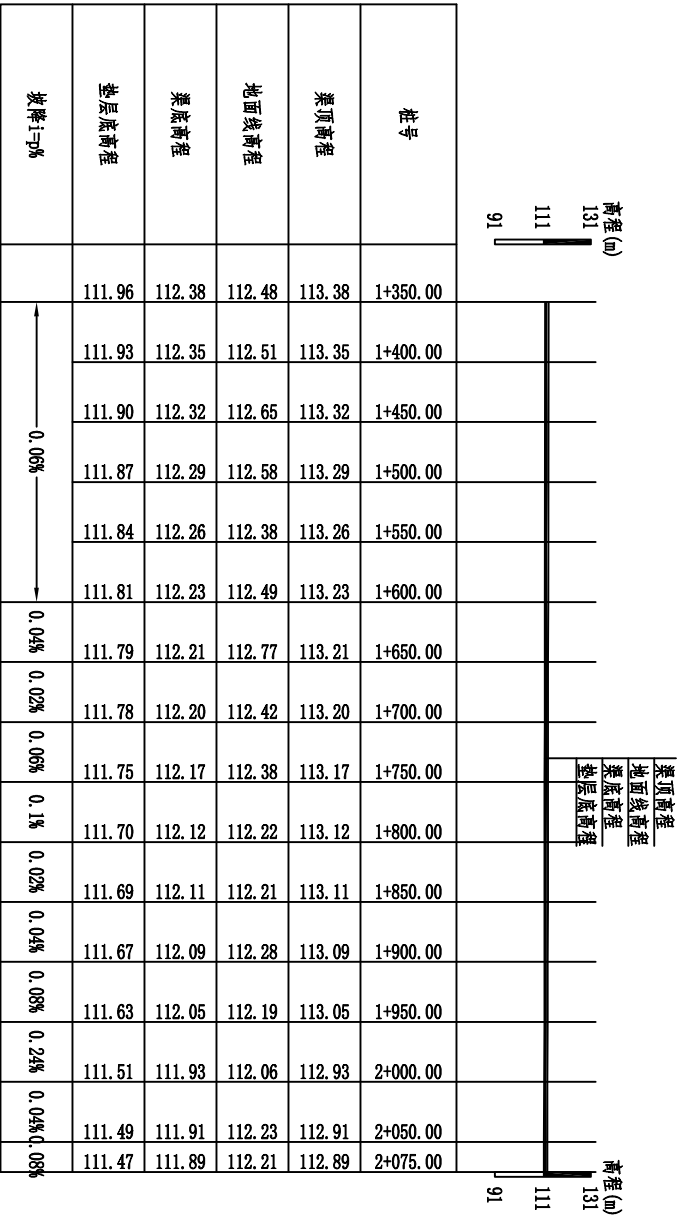 高程(m)
131
111
91
渠顶高程
地面线高程
渠底高程
垫层底高程
高程(m)
131
111
91
桩号 1+350.00 1+400.00 1+450.00 1+500.00 1+550.00 1+600.00 1+650.00 1+700.00 1+750.00 1+800.00 1+850.00 1+900.00 1+950.00 2+000.00 2+050.00 2+075.00
渠顶高程 113.38 113.35 113.32 113.29 113.26 113.23 113.21 113.20 113.17 113.12 113.11 113.09 113.05 112.93 112.91 112.89
地面线高程 112.48 112.51 112.65 112.58 112.38 112.49 112.77 112.42 112.38 112.22 112.21 112.28 112.19 112.06 112.23 112.21
渠底高程 112.38 112.35 112.32 112.29 112.26 112.23 112.21 112.20 112.17 112.12 112.11 112.09 112.05 111.93 111.91 111.89
垫层底高程 111.96 111.93 111.90 111.87 111.84 111.81 111.79 111.78 111.75 111.70 111.69 111.67 111.63 111.51 111.49 111.47
坡降i=p% 0.06% 0.04% 0.02% 0.06% 0.1% 0.02% 0.04% 0.08% 0.24% 0.04% 0.08%